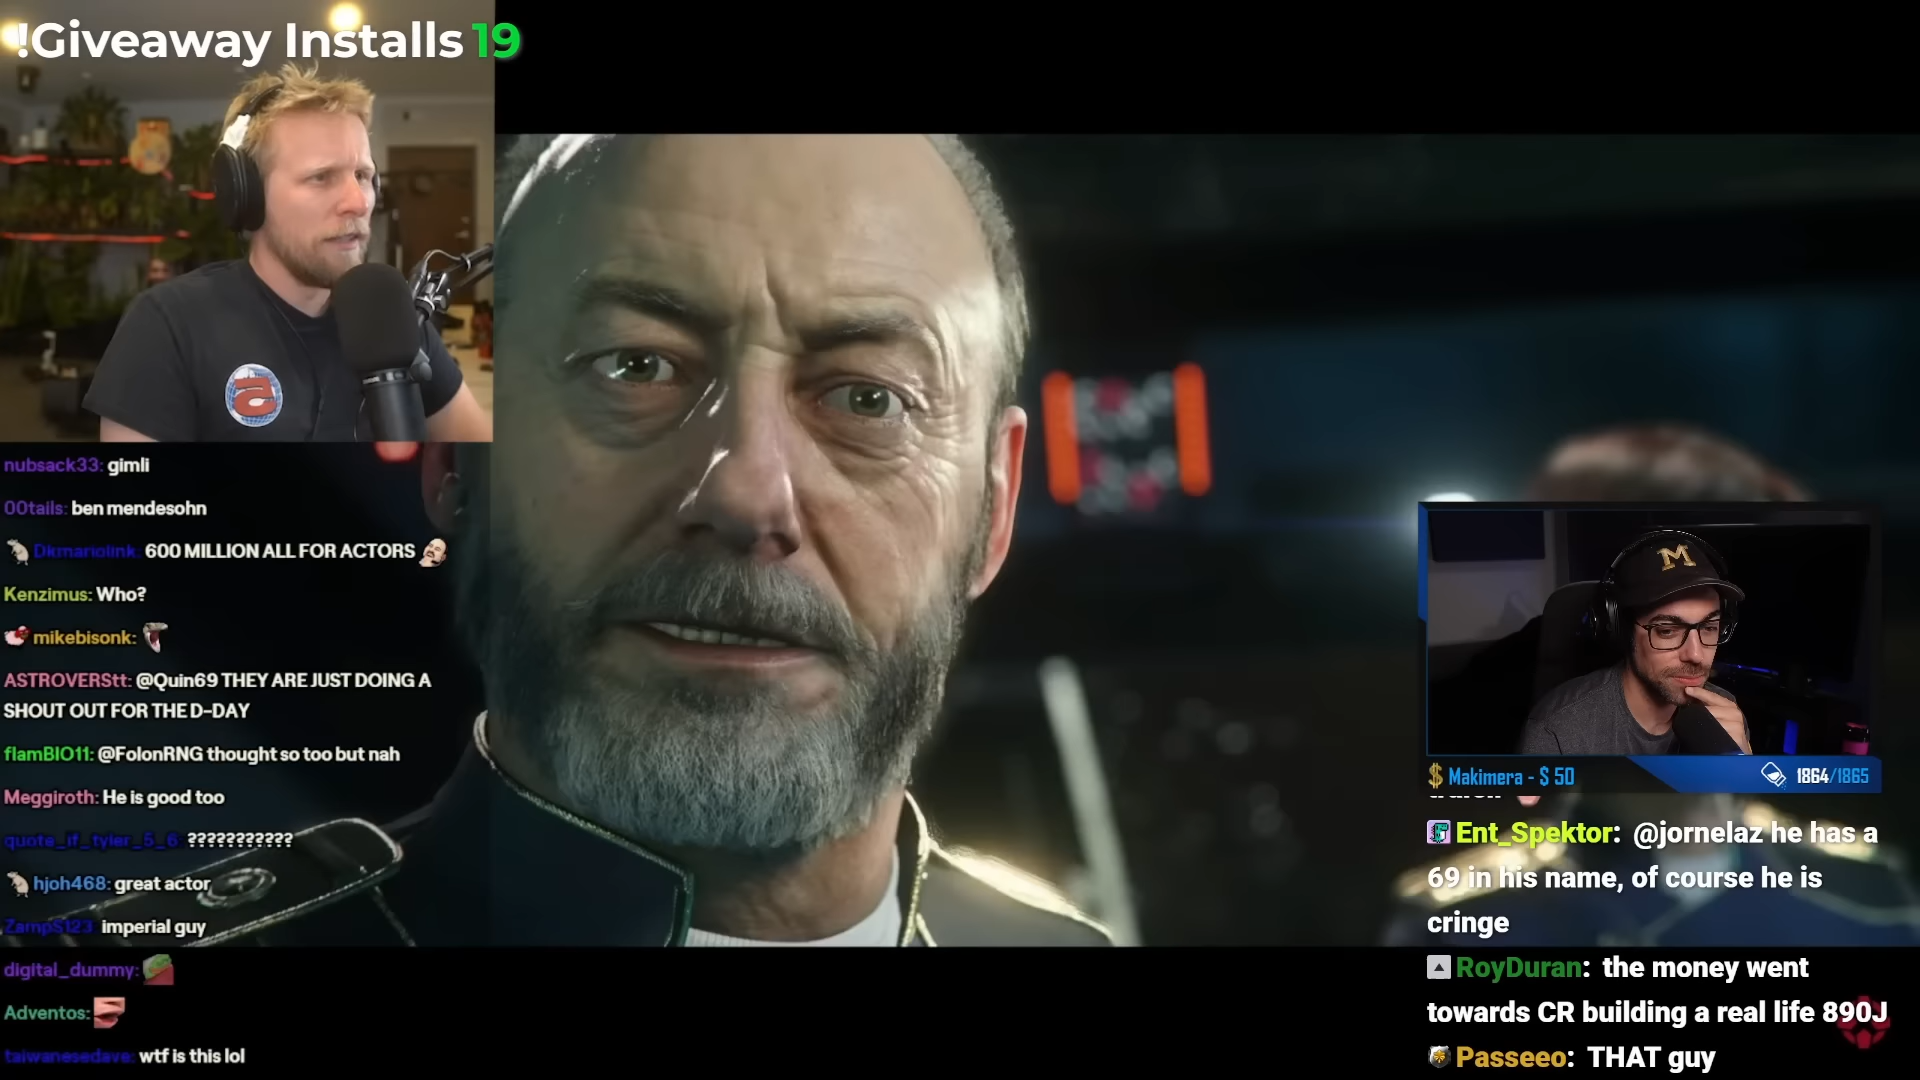 !Giveaway Installs 19
a
nubsack33: gimli
00tails: ben mendesohn
Dkmariolink: 600 MILLION ALL FOR ACTORS
Kenzimus: Who?
mikebisonk:
ASTROVERStt: @Quin69 THEY ARE JUST DOING A
SHOUT OUT FOR THE D-DAY
flamBIO11: @FolonRNG thought so too but nah
Meggiroth: He is good too
quote_if_tyler_5_6: ???????????
hjoh468: great actor
ZampS123: imperial guy
digital_dummy:
Adventos:
taiwanesedave: wtf is this lol
M
$ Makimera - $ 50
1864/1865
Ent_Spektor: @jornelaz he has a
69 in his name, of course he is
cringe
RoyDuran: the money went
towards CR building a real life 890J
Passeeo: THAT guy